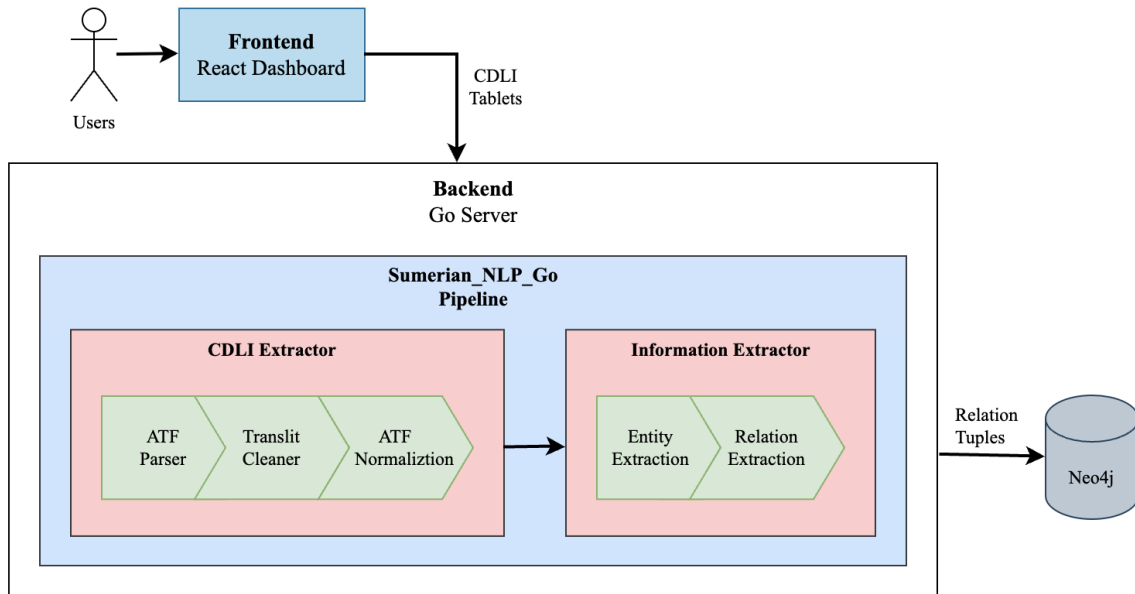 Frontend
React Dashboard
Users
CDLI
Tablets
Backend
Go Server
Sumerian_NLP_Go
Pipeline
CDLI Extractor
Information Extractor
ATF
Parser
Translit
Cleaner
ATF
Normaliztion
Entity
Extraction
Relation
Extraction
Relation
Tuples
Neo4j